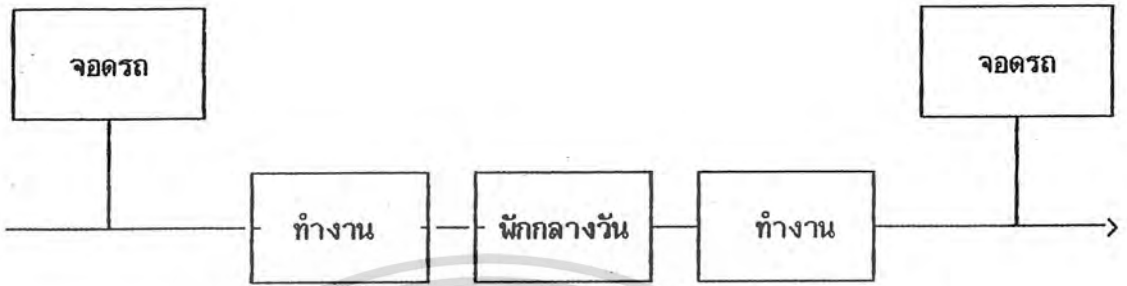 จอดรถ
จอดรถ
ทำงาน
พักกลางวัน
ทำงาน